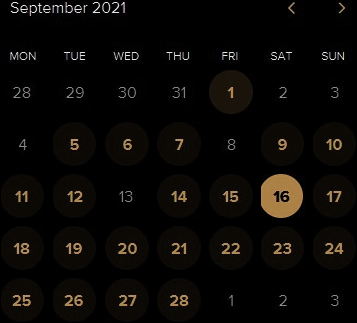 September 2021
MON TUE WED THU FRI SAT SUN
28 29 30 31 1 2 3
4 5 6 7 8 9 10
11 12 13 14 15 16 17
18 19 20 21 22 23 24
25 26 27 28 1 2 3